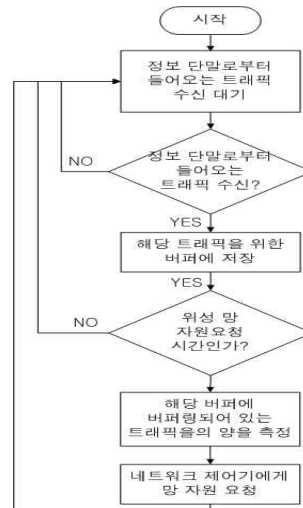 시작
정보 단말로부터
들어오는 트래픽
수신 대기
정보 단말로부터
들어오는
트래픽 수신?
NO
YES
해당 트래픽을 위한
버퍼에 저장
YES
위성 망
자원요청
시간인가?
NO
해당 버퍼에
버퍼링되어 있는
트래픽을의 양을 측정
네트워크 제어기에게
망 자원 요청